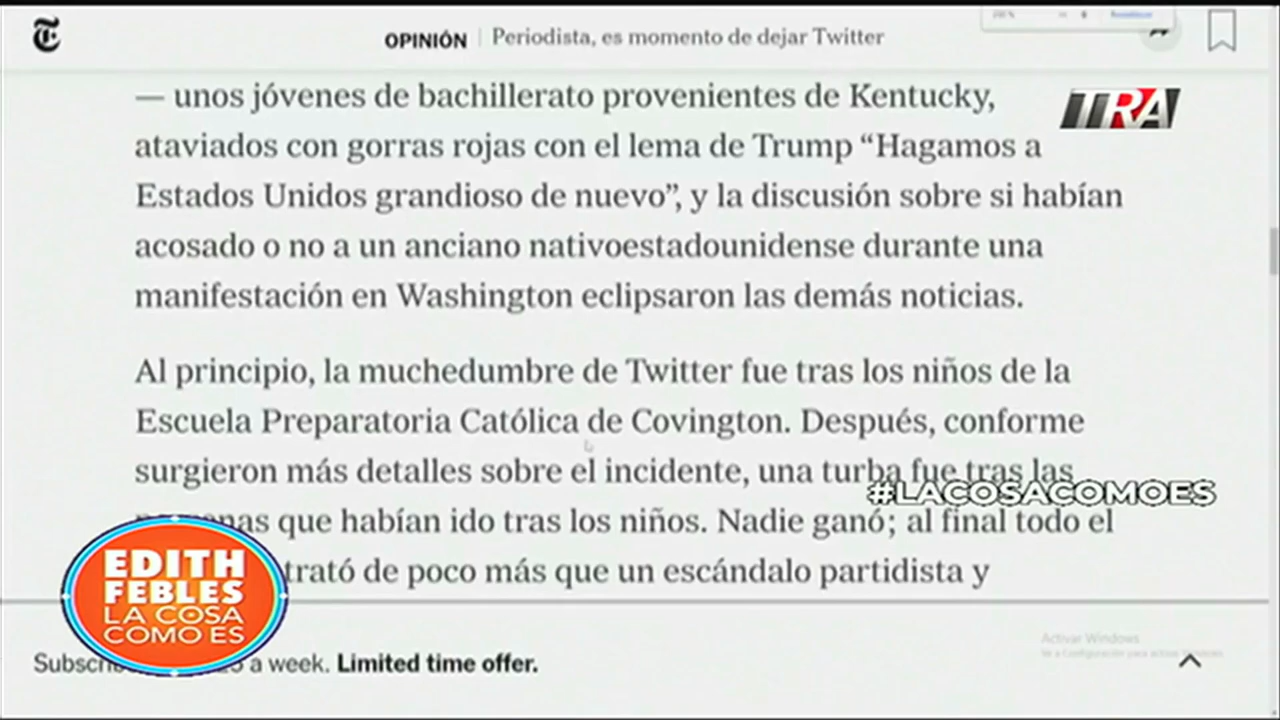 OPINIÓN | Periodista, es momento de dejar Twitter
— unos jóvenes de bachillerato provenientes de Kentucky,
TRA
ataviados con gorras rojas con el lema de Trump “Hagamos a
Estados Unidos grandioso de nuevo”, y la discusión sobre si habían
acosado o no a un anciano nativoestadounidense durante una
manifestación en Washington eclipsaron las demás noticias.
Al principio, la muchedumbre de Twitter fue tras los niños de la
Escuela Preparatoria Católica de Covington. Después, conforme
surgieron más detalles sobre el incidente, una turba fue tras las
#LACOSACOMOES
que habían ido tras los niños. Nadie ganó; al final todo el
trató de poco más que un escándalo partidista y
EDITH
FEBLES
LA COSA
COMO ES
a week. Limited time offer.
Activar Windows